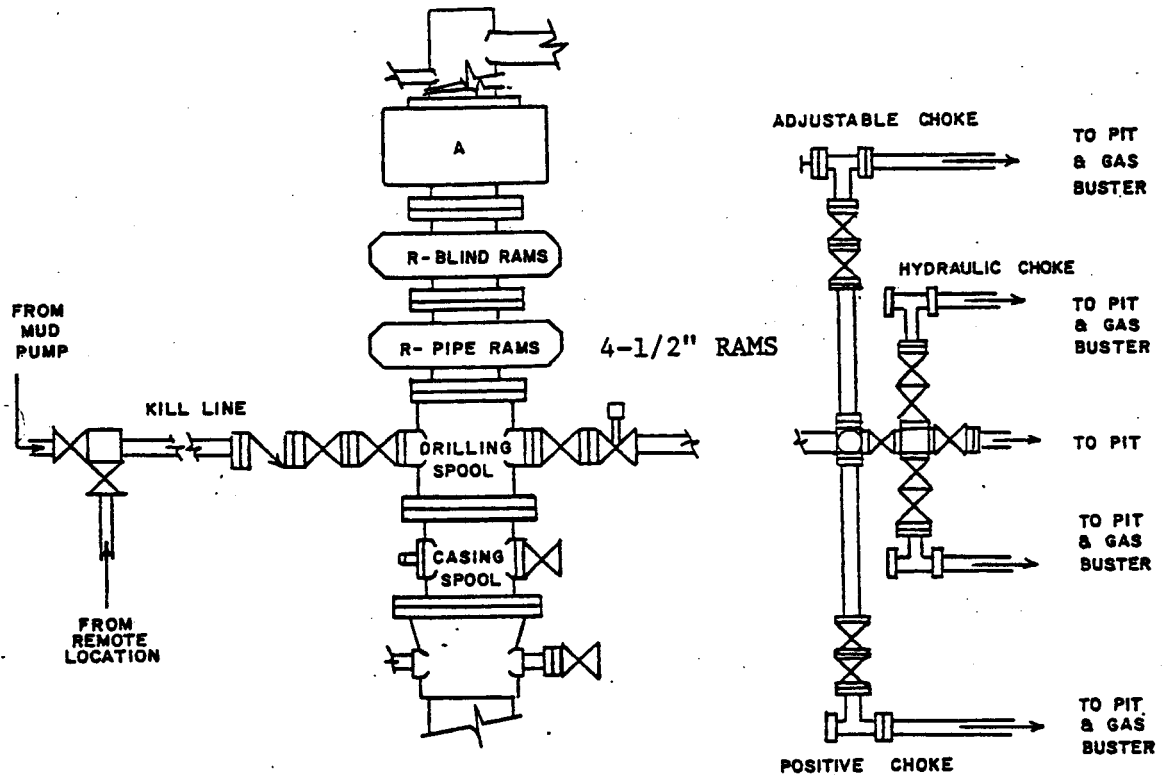 A
R-BLIND RAMS
R- PIPE RAMS
4-1/2" RAMS
FROM
MUD
PUMP
KILL LINE
DRILLING
SPOOL
CASING
SPOOL
FROM
REMOTE
LOCATION
ADJUSTABLE CHOKE
TO PIT
& GAS
BUSTER
HYDRAULIC CHOKE
TO PIT
& GAS
BUSTER
TO PIT
TO PIT
& GAS
BUSTER
TO PIT
& GAS
BUSTER
POSITIVE CHOKE